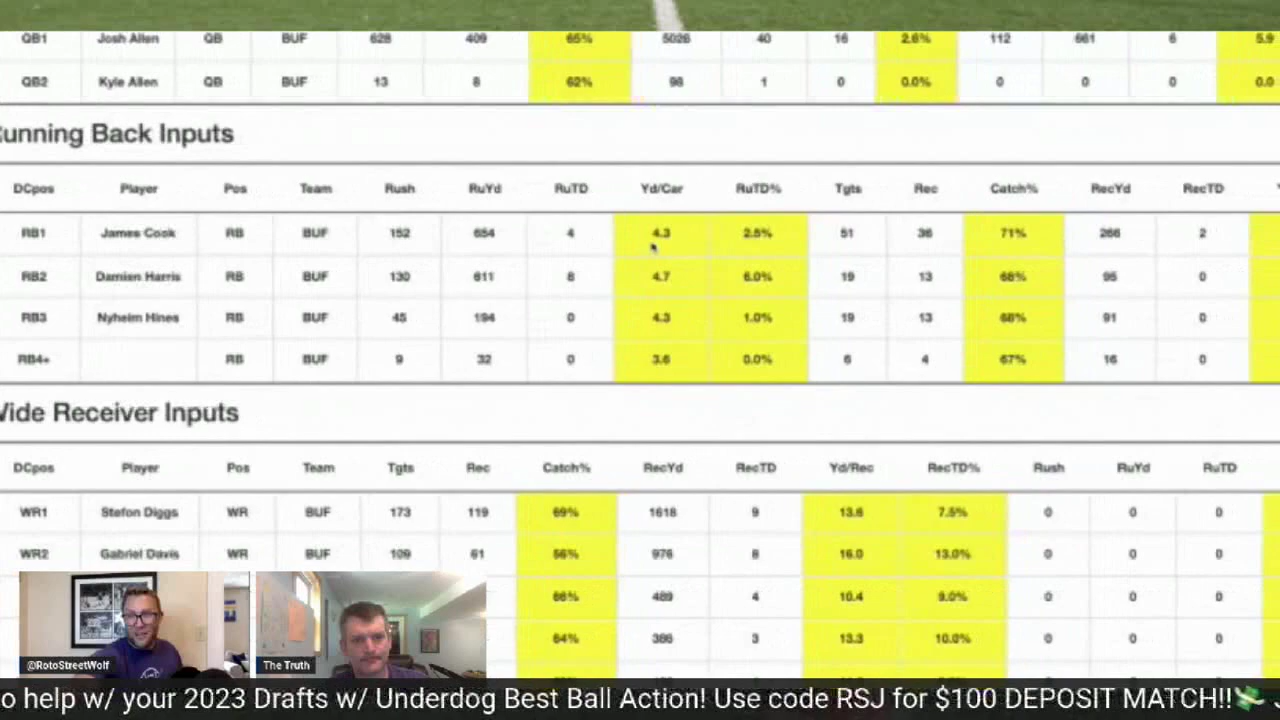 QB1 Josh Allen QB BUF 628 409 65% 5026 40 16 2.6% 112 661 6 5.9
QB2 Kyle Allen QB BUF 13 8 62% 98 1 0 0.0% 0 0 0 0.0
unning Back Inputs
DCpos Player Pos Team Rush RuYd RuTD Yd/Car RuTD% Tgts Rec Catch% RecYd RecTD
RB1 James Cook RB BUF 152 654 4 4.3 2.5% 51 36 71% 266 2
RB2 Damien Harris RB BUF 130 611 8 4.7 6.0% 19 13 68% 95 0
RB3 Nyheim Hines RB BUF 45 194 0 4.3 1.0% 19 13 68% 91 0
RB4+ RB BUF 9 32 0 3.6 0.0% 6 4 67% 16 0
Wide Receiver Inputs
DCpos Player Pos Team Tgts Rec Catch% RecYd RecTD Yd/Rec RecTD% Rush RuYd RuTD
WR1 Stefon Diggs WR BUF 173 119 69% 1618 9 13.6 7.5% 0 0 0
WR2 Gabriel Davis WR BUF 109 61 56% 976 8 16.0 13.0% 0 0 0
66% 489 4 10.4 9.0% 0 0 0
64% 386 3 13.3 10.0% 0 0 0
@RotoStreetWolf
The Truth
o help w/ your 2023 Drafts w/ Underdog Best Ball Action! Use code RSJ for $100 DEPOSIT MATCH!!